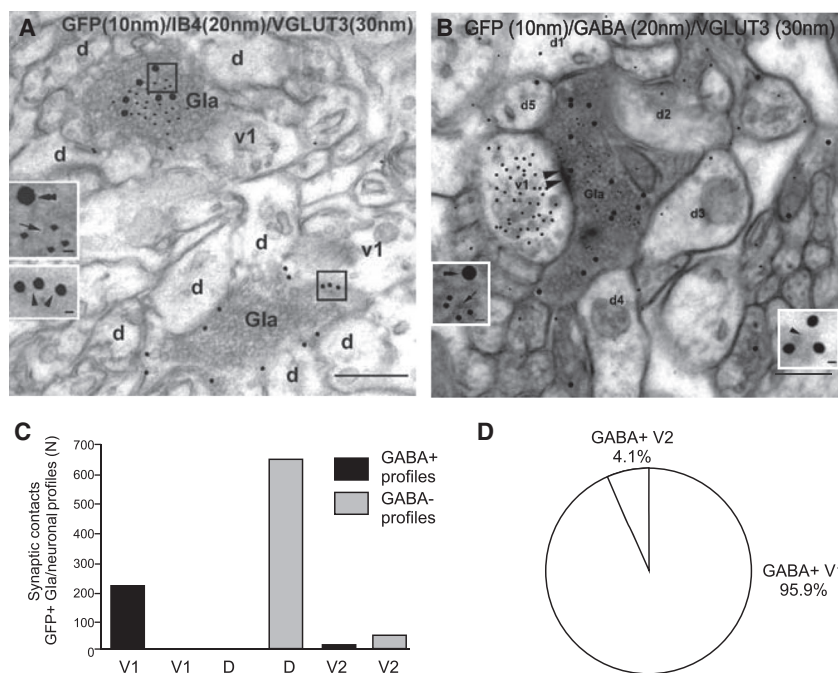 A
GFP(10nm)/IB4(20nm)/VGLUT3(30nm)
d
d
Gla
d
v1
d
v1
d
Gla
d
d
d
B
GFP (10nm)/GABA (20nm)/VGLUT3 (30nm)
d1
d5
d2
v1
Gla
d3
d4
C
Synaptic contacts
GFP+ Gla/neuronal profiles (N)
700
600
500
400
300
200
100
0
V1
V1
D
D
V2
V2
GABA+
profiles
GABA-
profiles
D
GABA+ V2
4.1%
GABA+ V1
95.9%